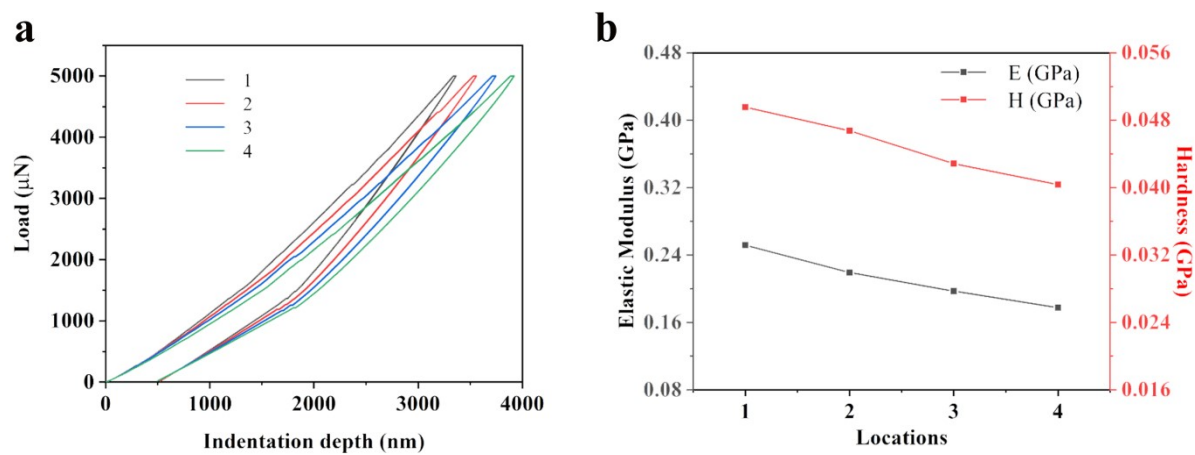 a
5000
4000
3000
2000
1000
0
Load (μN)
1
2
3
4
0 1000 2000 3000 4000
Indentation depth (nm)
b
0.48
0.40
0.32
0.24
0.16
0.08
Elastic Modulus (GPa)
E (GPa)
H (GPa)
0.056
0.048
0.040
0.032
0.024
0.016
Hardness (GPa)
1 2 3 4
Locations